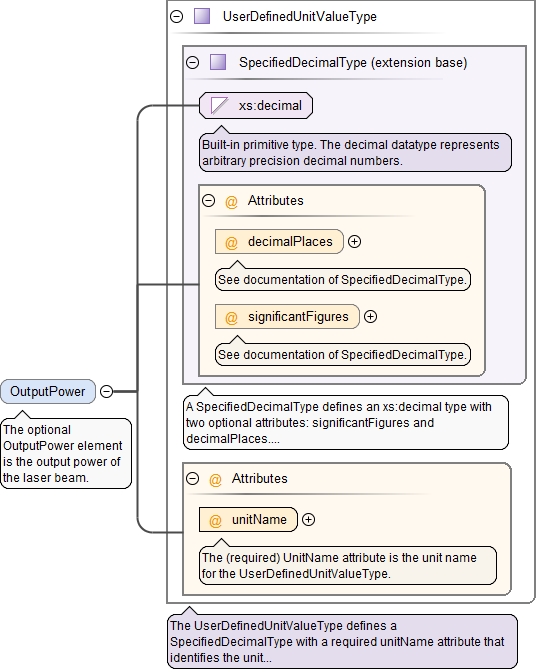 UserDefinedUnitValueType
SpecifiedDecimalType (extension base)
xs:decimal
Built-in primitive type. The decimal datatype represents
arbitrary precision decimal numbers.
@ Attributes
@ decimalPlaces
See documentation of SpecifiedDecimalType.
@ significantFigures
See documentation of SpecifiedDecimalType.
OutputPower
The optional
OutputPower element
is the output power of
the laser beam.
A SpecifiedDecimalType defines an xs:decimal type with
two optional attributes: significantFigures and
decimalPlaces....
@ Attributes
@ unitName
The (required) UnitName attribute is the unit name
for the UserDefinedUnitValueType.
The UserDefinedUnitValueType defines a
SpecifiedDecimalType with a required unitName attribute that
identifies the unit...